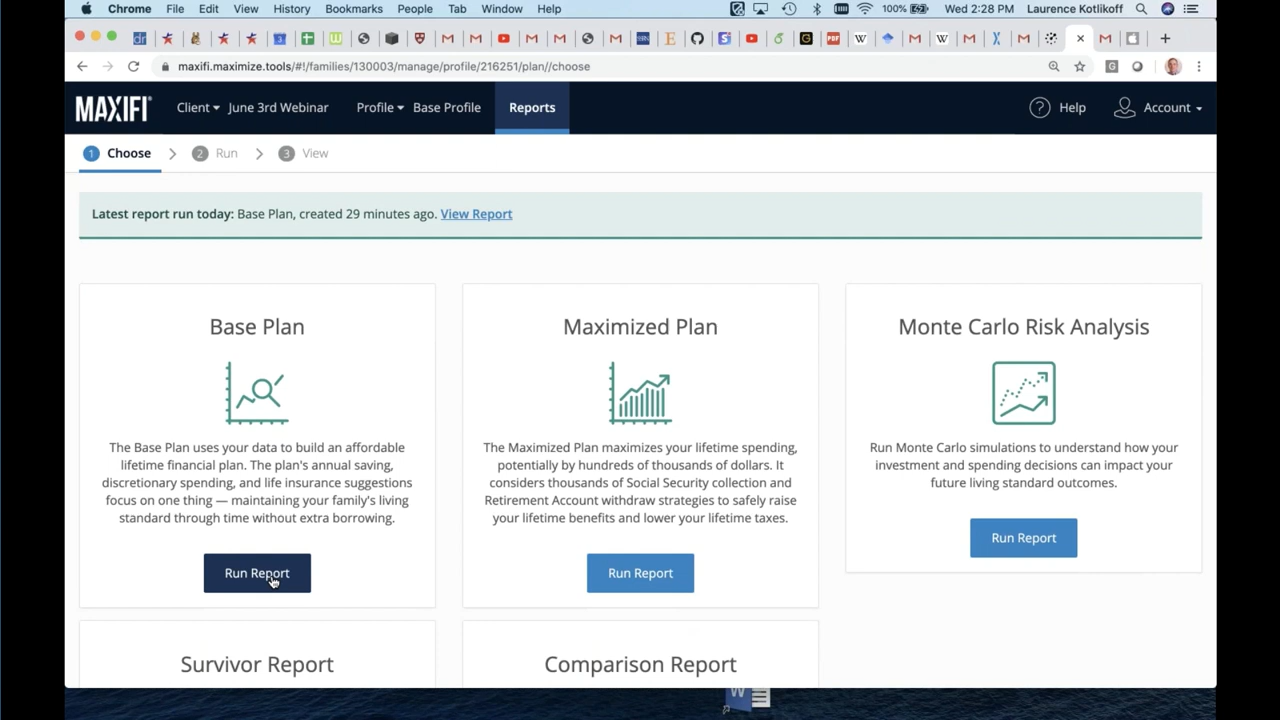 Chrome File Edit View History Bookmarks People Tab Window Help 100% Wed 2:28 PM Laurence Kotlikoff
maxifi.maximize.tools/#!/families/130003/manage/profile/216251/plan//choose
MAXIFI Client June 3rd Webinar Profile Base Profile Reports ? Help Account
1 Choose 2 Run 3 View
Latest report run today: Base Plan, created 29 minutes ago. View Report
Base Plan
The Base Plan uses your data to build an affordable
lifetime financial plan. The plan's annual saving,
discretionary spending, and life insurance suggestions
focus on one thing — maintaining your family's living
standard through time without extra borrowing.
Run Report
Maximized Plan
The Maximized Plan maximizes your lifetime spending,
potentially by hundreds of thousands of dollars. It
considers thousands of Social Security collection and
Retirement Account withdraw strategies to safely raise
your lifetime benefits and lower your lifetime taxes.
Run Report
Monte Carlo Risk Analysis
Run Monte Carlo simulations to understand how your
investment and spending decisions can impact your
future living standard outcomes.
Run Report
Survivor Report
Comparison Report
W